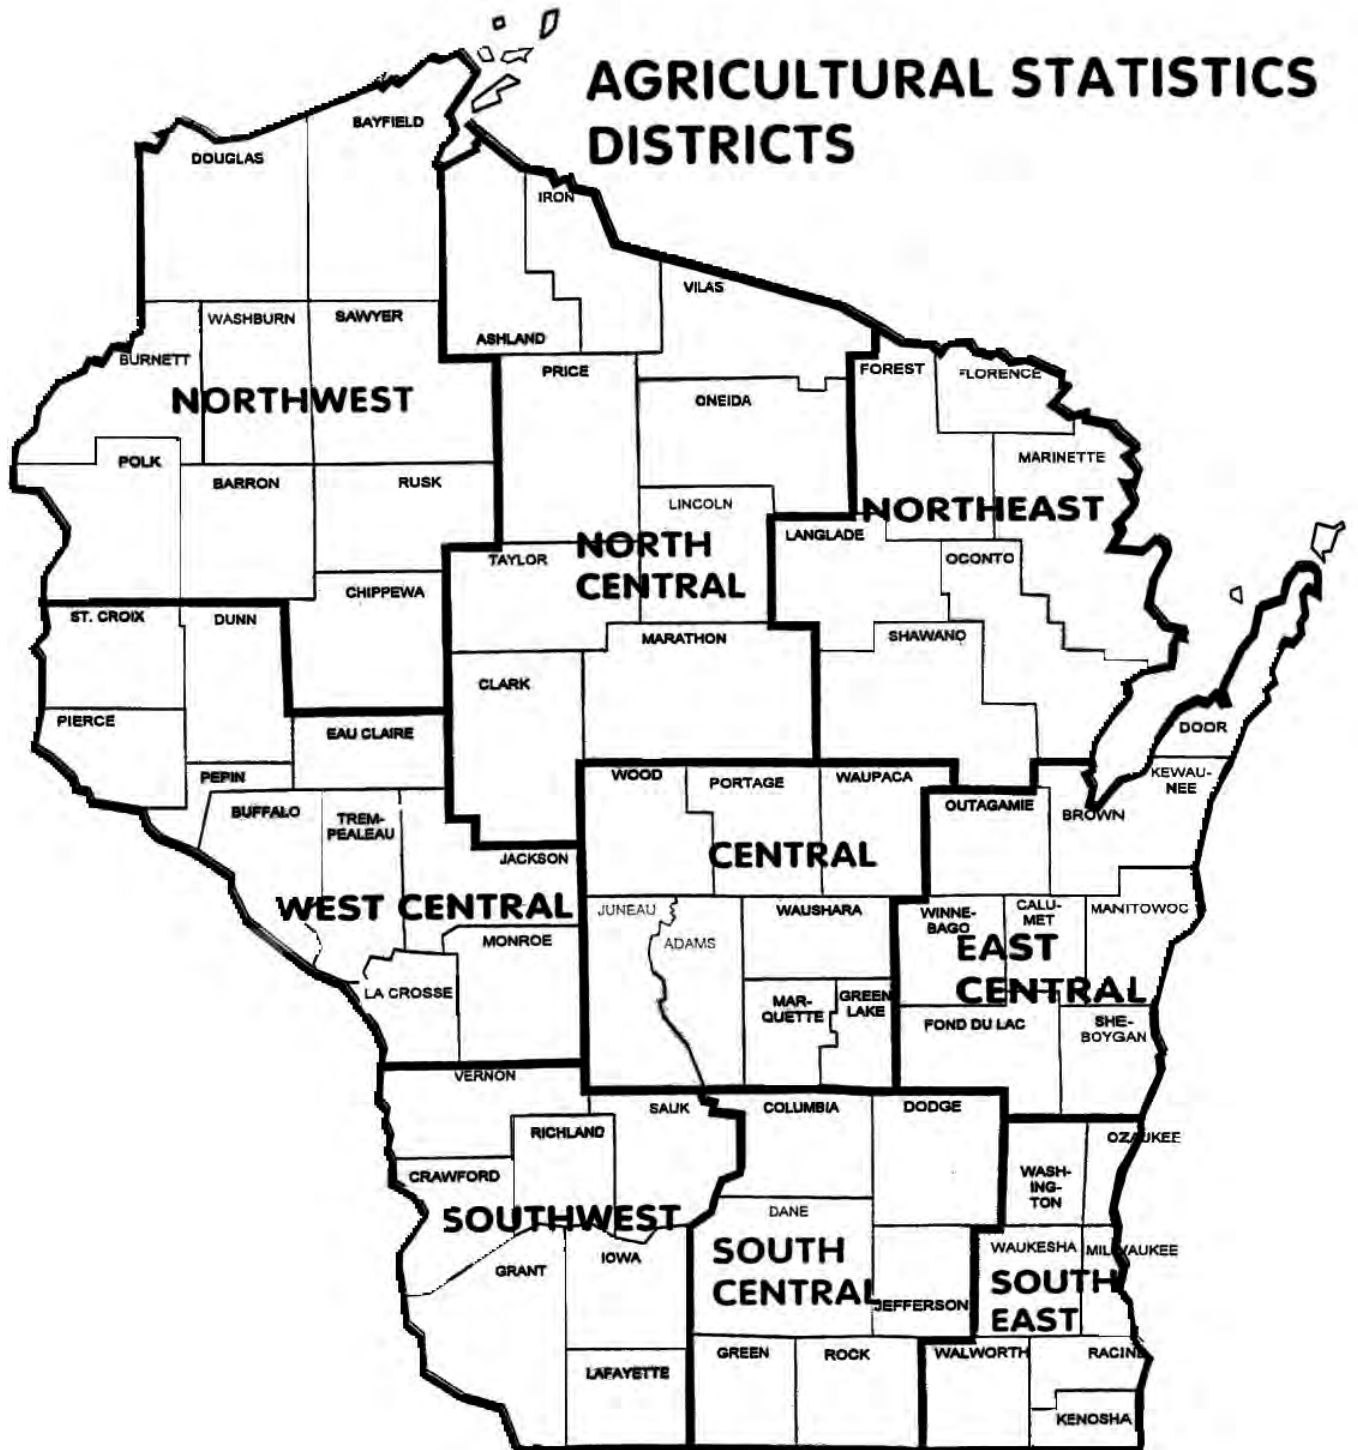 AGRICULTURAL STATISTICS
DISTRICTS
BAYFIELD
DOUGLAS
IRON
VILAS
WASHBURN
SAWYER
ASHLAND
BURNETT
PRICE
FOREST
FLORENCE
NORTHWEST
ONEIDA
POLK
MARINETTE
BARRON
RUSK
LINCOLN
NORTHEAST
LANGLADE
TAYLOR
NORTH
CENTRAL
OCONTO
CHIPPEWA
ST. CROIX
DUNN
MARATHON
SHAWANO
CLARK
PIERCE
EAU CLAIRE
DOOR
PEPIN
WOOD
PORTAGE
WAUPACA
KEWAU-
NEE
BUFFALO
TREM-
PEALEAU
OUTAGAMIE
BROWN
JACKSON
CENTRAL
WEST CENTRAL
JUNEAU
WAUSHARA
WINNE-
BAGO
CALU-
MET
MANITOWOC
MONROE
ADAMS
EAST
CENTRAL
LA CROSSE
MAR-
QUETTE
GREEN
LAKE
FOND DU LAC
SHE-
BOYGAN
VERNON
SAUK
COLUMBIA
DODGE
RICHLAND
OZAUKEE
CRAWFORD
WASH-
ING-
TON
SOUTHWEST
DANE
IOWA
SOUTH
CENTRAL
WAUKESHA
MILWAUKEE
GRANT
SOUTH
EAST
JEFFERSON
GREEN
ROCK
WALWORTH
RACINE
LAFAYETTE
KENOSHA